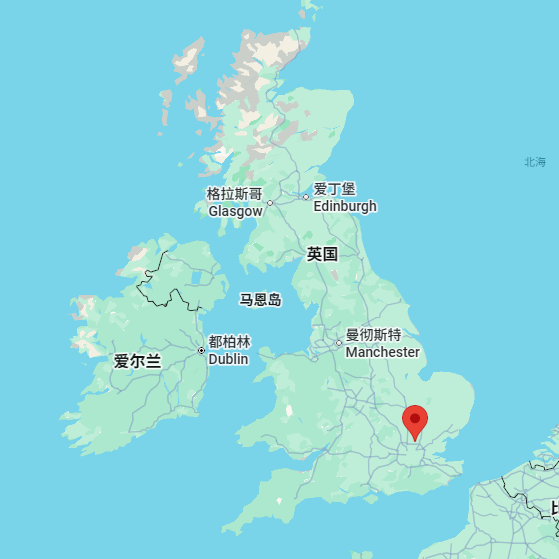 北海
格拉斯哥
Glasgow
爱丁堡
Edinburgh
英国
马恩岛
都柏林
Dublin
曼彻斯特
Manchester
爱尔兰
比